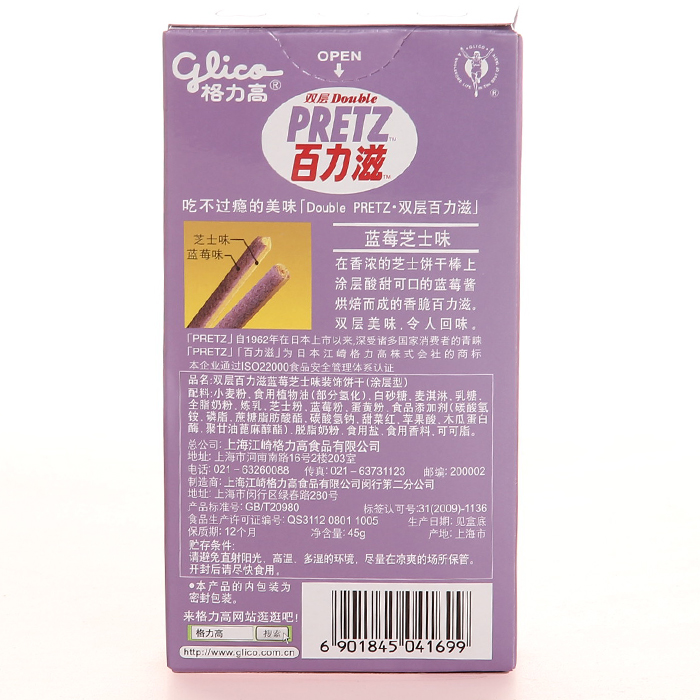 OPEN
Glico®
格力高
双层 Double
PRETZ™
百力滋™
吃不过瘾的美味「Double PRETZ·双层百力滋」
芝士味
蓝莓味
蓝莓芝士味
在香浓的芝士饼干棒上
涂层酸甜可口的蓝莓酱
烘焙而成的香脆百力滋。
双层美味,令人回味。
「PRETZ」自1962年在日本上市以来,深受诸多国家消费者的青睐
「PRETZ」「百力滋」为日本江崎格力高株式会社的商标
本企业通过ISO22000食品安全管理体系认证
品名:双层百力滋蓝莓芝士味装饰饼干(涂层型)
配料:小麦粉, 食用植物油(部分氢化), 白砂糖, 麦淇淋, 乳糖,
全脂奶粉, 炼乳, 芝士粉, 蓝莓粉, 蛋黄粉, 食品添加剂(碳酸氢
铵, 磷脂, 蔗糖脂肪酸酯, 碳酸氢钠, 甜菜红, 苹果酸, 木瓜蛋白
酶, 聚甘油蓖麻醇酯), 脱脂奶粉, 食用盐, 食用香料, 可可脂。
总公司: 上海江崎格力高食品有限公司
地址: 上海市河南南路16号2楼203室
电话: 021－63260088 传真: 021－63731123 邮编: 200002
制造商: 上海江崎格力高食品有限公司闵行第二分公司
地址: 上海市闵行区绿春路280号
产品标准号: GB/T20980 标签认可号:31(2009)-1136
食品生产许可证编号: QS3112 0801 1005 生产日期: 见盒底
保质期: 12个月 净含量: 45g 产地: 上海市
贮存条件:
请避免直射阳光、高温、多湿的环境, 尽量在凉爽的场所保管。
开封后请尽快食用。
●本产品的内包装为
密封包装。
来格力高网站逛逛吧!
格力高 搜索
http://www.glico.com.cn
6 901845 041699